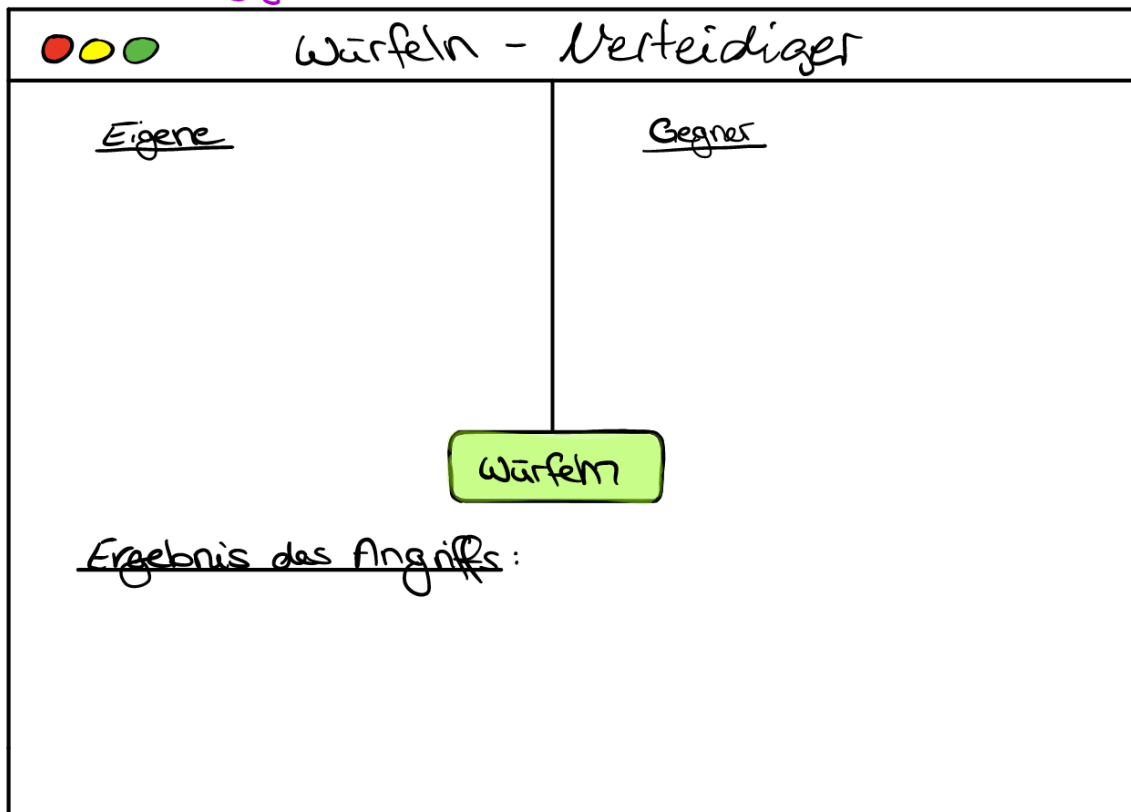 Würfeln - Verteidiger
Eigene
Gegner
Würfeln
Ergebnis des Angriffs: